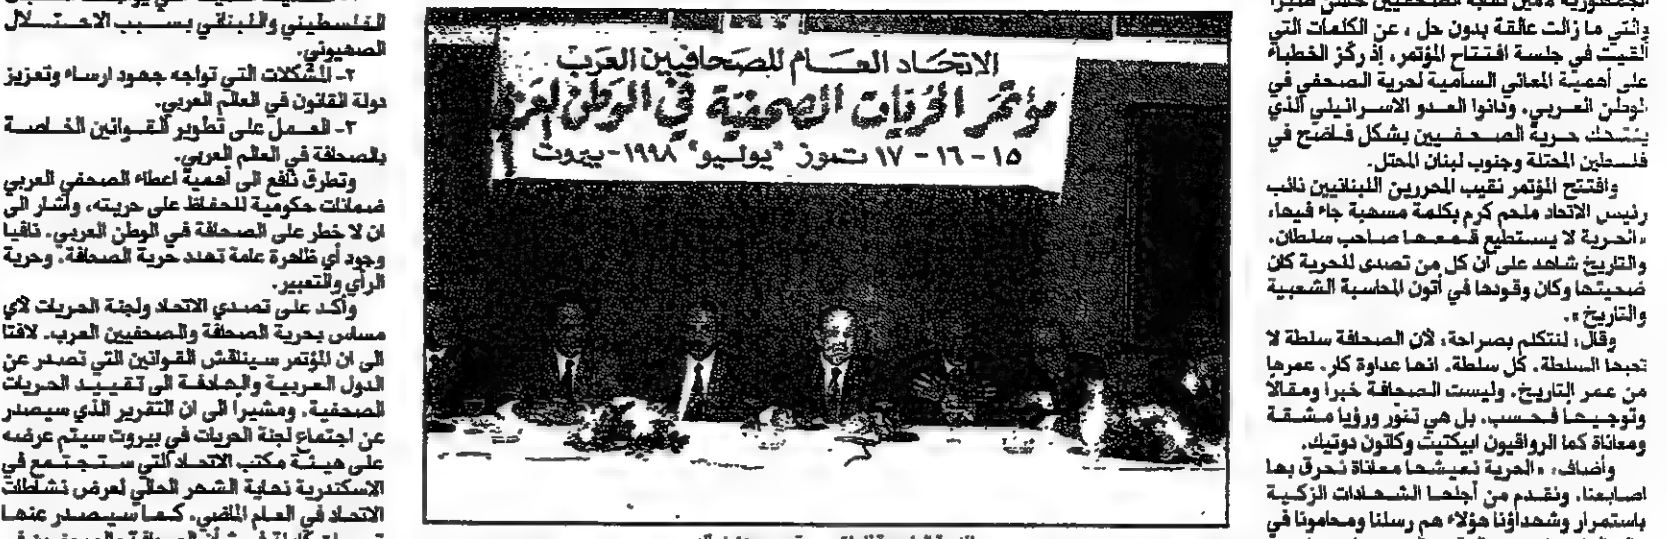 الجمهورية لأمين نقيب الصحفيين حسن صبرا
والتي ما زالت عالقة بدون حل ، عن الكلمات التي
ألقيت في جلسة افتتاح المؤتمر، إذ ركّز الخطباء
على أهمية المعاني السامية لحرية الصحفي في
الوطن العربي. ودانوا العدو الاسرائيلي الذي
ينتهك حرية الصحفيين بشكل فاضح في
فلسطين المحتلة وجنوب لبنان المحتل.
وافتتح المؤتمر نقيب المحررين اللبنانيين نائب
رئيس الاتحاد ملحم كرم بكلمة مسهبة جاء فيها،
«الحرية لا يستطيع قمعها صاحب سلطان.
والتاريخ شاهد على أن كل من تصدى للحرية كان
ضحيتها وكان وقودها في أتون المحاسبة الشعبية
والتاريخ».
وقال: لنتكلم بصراحة، لأن الصحافة سلطة لا
تحبها السلطة. كل سلطة. انها عداوة كار. عمرها
من عمر التاريخ. وليست الصحافة خبرا ومقالا
وتوجيها فحسب، بل هي تنور ورؤيا مشقة
ومعاناة كما الرواقيون ابيكتيت وكاتون دوتيك.
وأضاف: «الحرية نعيشها معاناة نحرق بها
اصابعنا. ونقدم من أجلها الشهادات الزكية
باستمرار وشهداؤنا هؤلاء هم رسلنا ومحامونا في
الاتحاد العام للصحافيين العرب
مؤتمر الحريات الصحفية في الوطن العربي
١٥ - ١٦ - ١٧ تموز "يوليو" ١٩٩٨ - بيروت
الفلسطيني واللبناني بسبب الاحتلال
الصهيوني.
٢- المشكلات التي تواجه جهود ارساء وتعزيز
دولة القانون في العالم العربي.
٣- العمل على تطوير القوانين الخاصة
بالصحافة في العالم العربي.
وتطرق نافع الى أهمية اعطاء الصحفي العربي
ضمانات حكومية للحفاظ على حريته، وأشار الى
ان لا خطر على الصحافة في الوطن العربي. نافيا
وجود أي ظاهرة عامة تهدد حرية الصحافة. وحرية
الرأي والتعبير.
وأكد على تصدي الاتحاد ولجنة الحريات لأي
مساس بحرية الصحافة والصحفيين العرب. لافتا
الى ان المؤتمر سيناقش القوانين التي تصدر عن
الدول العربية والهادفة الى تقييد الحريات
الصحفية. ومشيرا الى ان التقرير الذي سيصدر
عن اجتماع لجنة الحريات في بيروت سيتم عرضه
على هيئة مكتب الاتحاد التي ستجتمع في
الاسكندرية نهاية الشهر الحالي لعرض نشاطات
الاتحاد في العام الماضي. كما سيصدر عنها